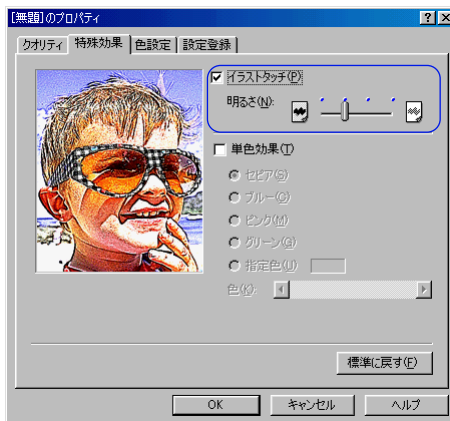 [無題]のプロパティ
クオリティ 特殊効果 色設定 設定登録
イラストタッチ(P)
明るさ(N):
単色効果(T)
セピア(S)
ブルー(O)
ピンク(M)
グリーン(G)
指定色(U)
色(K):
標準に戻す(F)
OK キャンセル ヘルプ